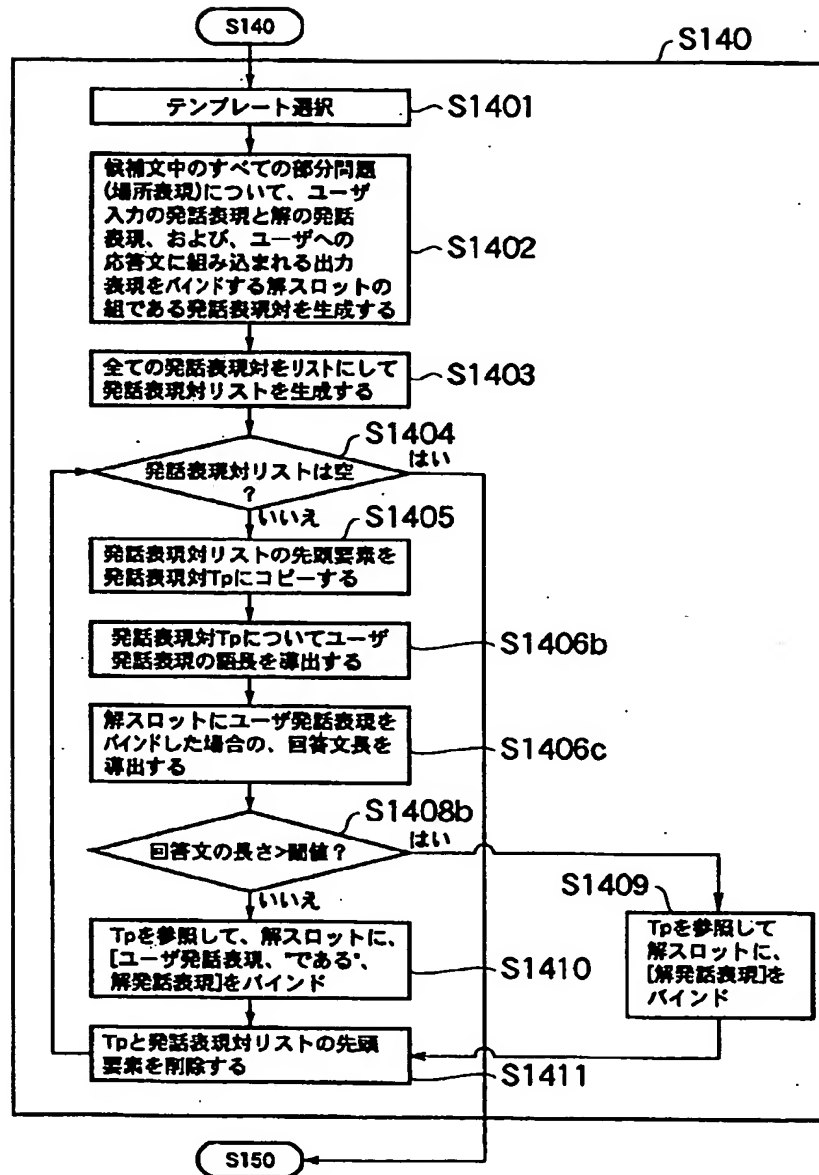 S140
S140
テンプレート選択
S1401
候補文中のすべての部分問題
(場所表現)について、ユーザ
入力の発話表現と解の発話
表現、および、ユーザへの
応答文に組み込まれる出力
表現をバインドする解スロットの
組である発話表現対を生成する
S1402
全ての発話表現対をリストにして
発話表現対リストを生成する
S1403
S1404
発話表現対リストは空
?
はい
いいえ
S1405
発話表現対リストの先頭要素を
発話表現対Tpにコピーする
発話表現対Tpについてユーザ
発話表現の語長を導出する
S1406b
解スロットにユーザ発話表現を
バインドした場合の、回答文長を
導出する
S1406c
S1408b
回答文の長さ>閾値?
はい
いいえ
S1409
Tpを参照して
解スロットに、
[解発話表現]を
バインド
Tpを参照して、解スロットに、
[ユーザ発話表現、"である"、
解発話表現]をバインド
S1410
Tpと発話表現対リストの先頭
要素を削除する
S1411
S150